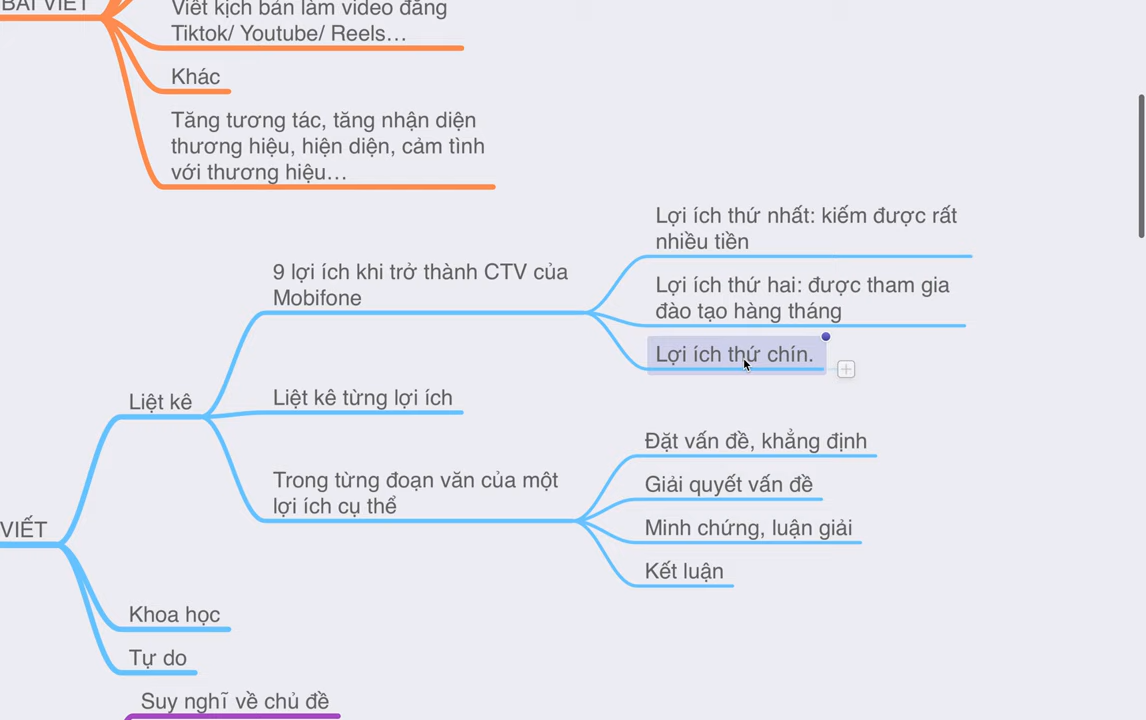 BÀI VIẾT
Viết kịch bản làm video đăng
Tiktok/ Youtube/ Reels...
Khác
Tăng tương tác, tăng nhận diện
thương hiệu, hiện diện, cảm tình
với thương hiệu...
Lợi ích thứ nhất: kiếm được rất
nhiều tiền
9 lợi ích khi trở thành CTV của
Mobifone
Lợi ích thứ hai: được tham gia
đào tạo hàng tháng
Lợi ích thứ chín.
Liệt kê
Liệt kê từng lợi ích
Trong từng đoạn văn của một
lợi ích cụ thể
Đặt vấn đề, khẳng định
Giải quyết vấn đề
Minh chứng, luận giải
Kết luận
VIẾT
Khoa học
Tự do
Suy nghĩ về chủ đề